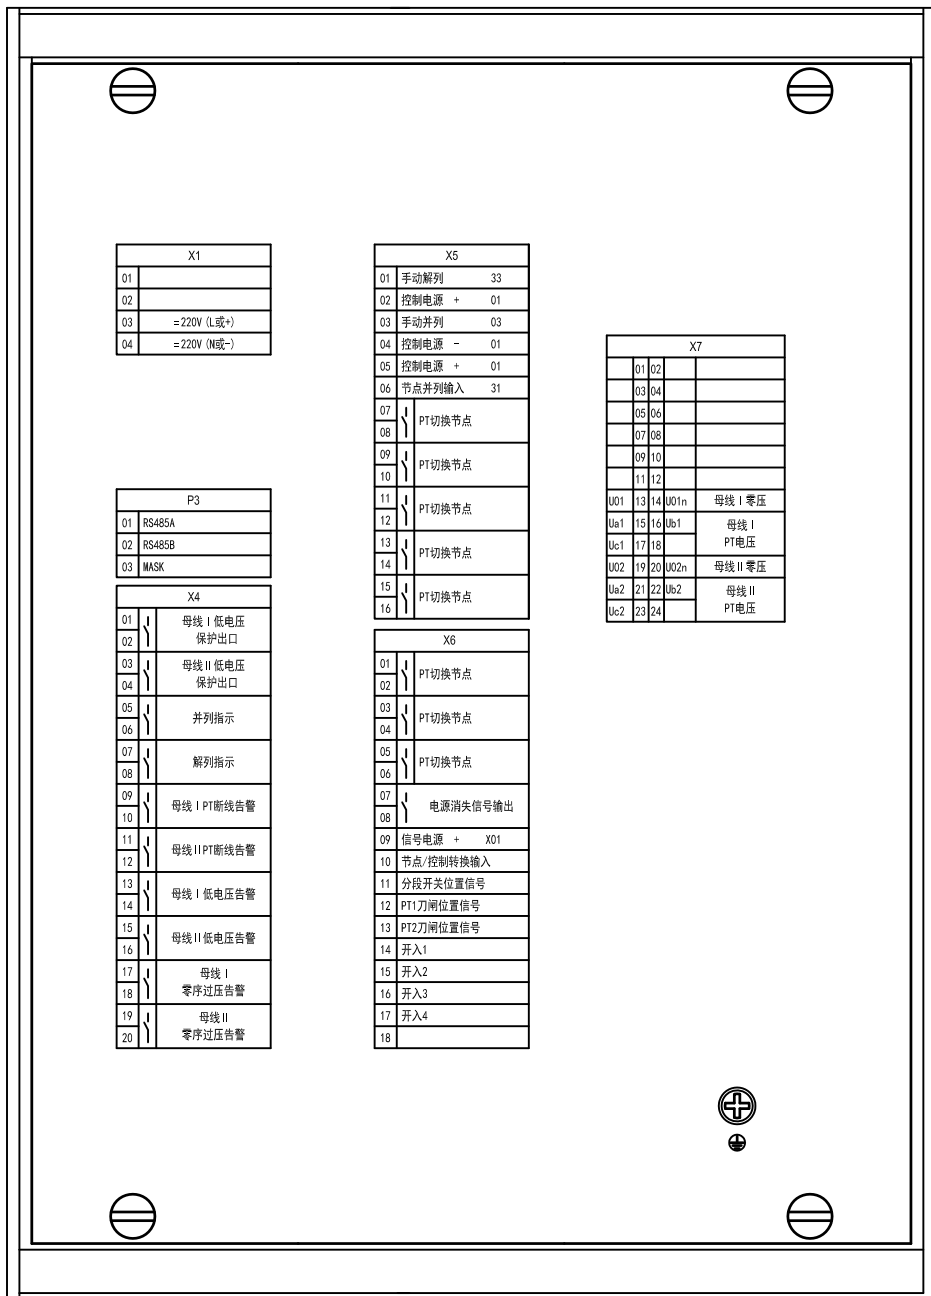 X1
01
02
03 =220V (L或+)
04 =220V (N或-)
P3
01 RS485A
02 RS485B
03 MASK
X4
01
母线Ⅰ低电压
保护出口
02
03
母线Ⅱ低电压
保护出口
04
05
并列指示
06
07
解列指示
08
09
母线ⅠPT断线告警
10
11
母线ⅡPT断线告警
12
13
母线Ⅰ低电压告警
14
15
母线Ⅱ低电压告警
16
17
母线Ⅰ
零序过压告警
18
19
母线Ⅱ
零序过压告警
20
X5
01 手动解列 33
02 控制电源 + 01
03 手动并列 03
04 控制电源 - 01
05 控制电源 + 01
06 节点并列输入 31
07
PT切换节点
08
09
PT切换节点
10
11
PT切换节点
12
13
PT切换节点
14
15
PT切换节点
16
X6
01
PT切换节点
02
03
PT切换节点
04
05
PT切换节点
06
07
电源消失信号输出
08
09 信号电源 + X01
10 节点/控制转换输入
11 分段开关位置信号
12 PT1刀闸位置信号
13 PT2刀闸位置信号
14 开入1
15 开入2
16 开入3
17 开入4
18
X7
01 02
03 04
05 06
07 08
09 10
11 12
U01 13 14 U01n 母线Ⅰ零压
Ua1 15 16 Ub1 母线Ⅰ
Uc1 17 18 PT电压
U02 19 20 U02n 母线Ⅱ零压
Ua2 21 22 Ub2 母线Ⅱ
Uc2 23 24 PT电压